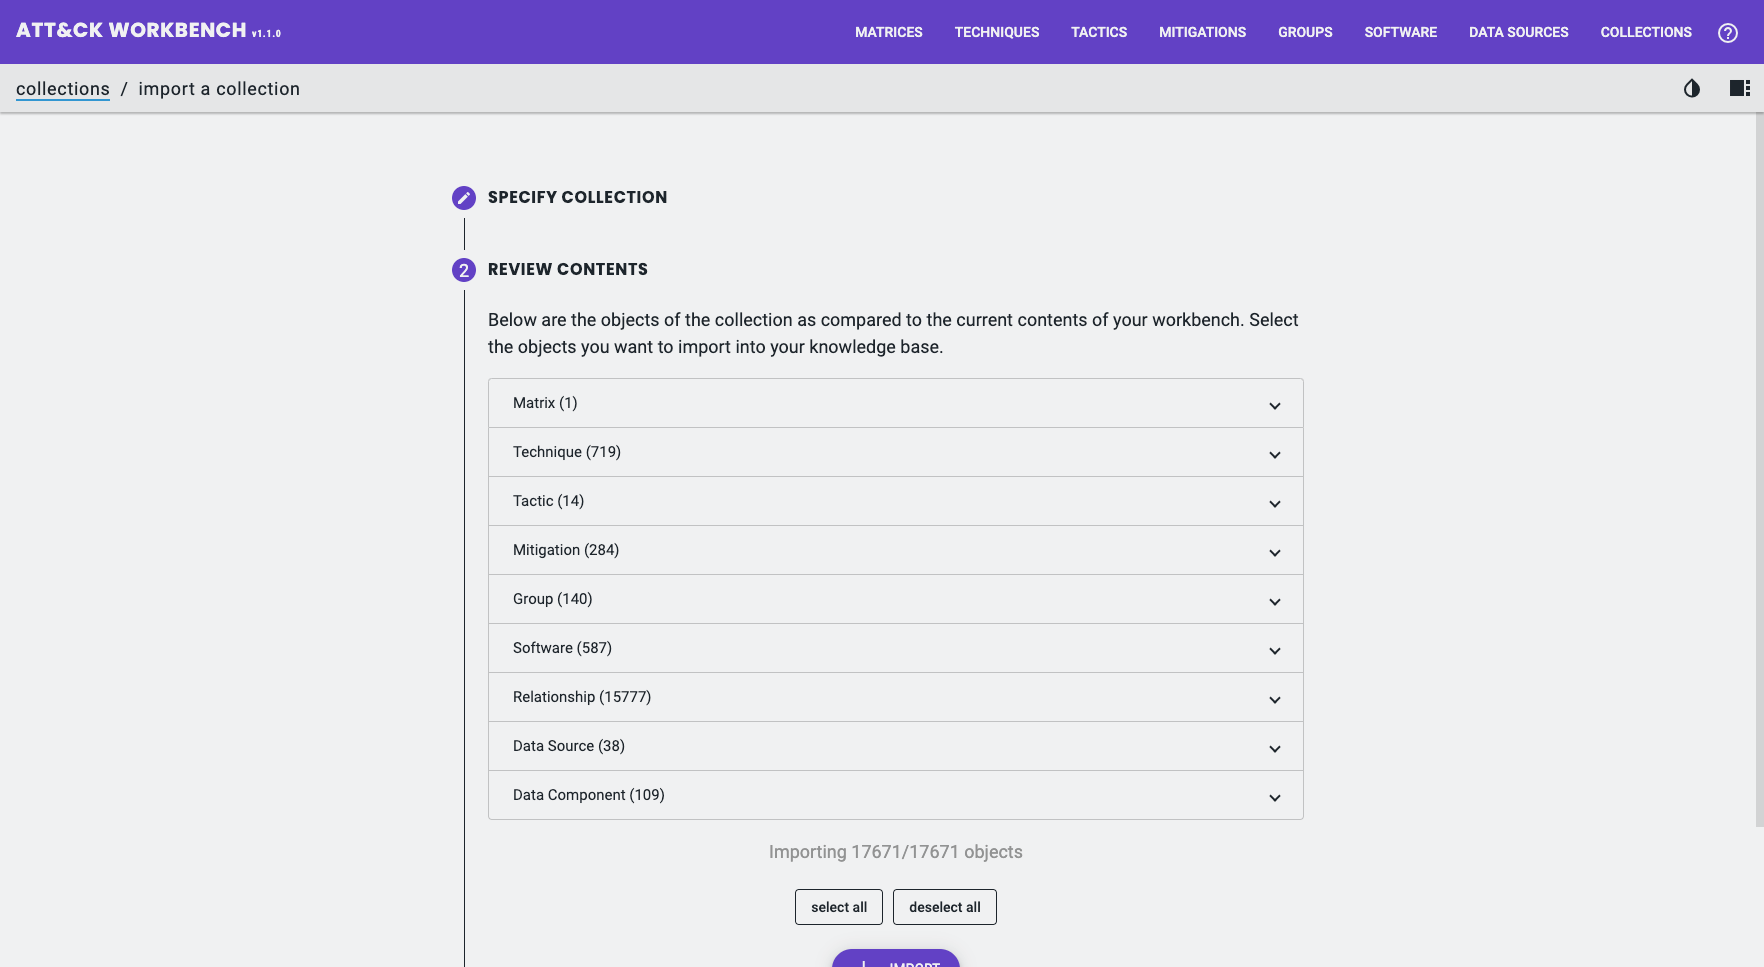 ATT&CK WORKBENCH v1.1.0
MATRICES TECHNIQUES TACTICS MITIGATIONS GROUPS SOFTWARE DATA SOURCES COLLECTIONS
collections / import a collection
SPECIFY COLLECTION
2 REVIEW CONTENTS
Below are the objects of the collection as compared to the current contents of your workbench. Select
the objects you want to import into your knowledge base.
Matrix (1)
Technique (719)
Tactic (14)
Mitigation (284)
Group (140)
Software (587)
Relationship (15777)
Data Source (38)
Data Component (109)
Importing 17671/17671 objects
select all deselect all
IMPORT